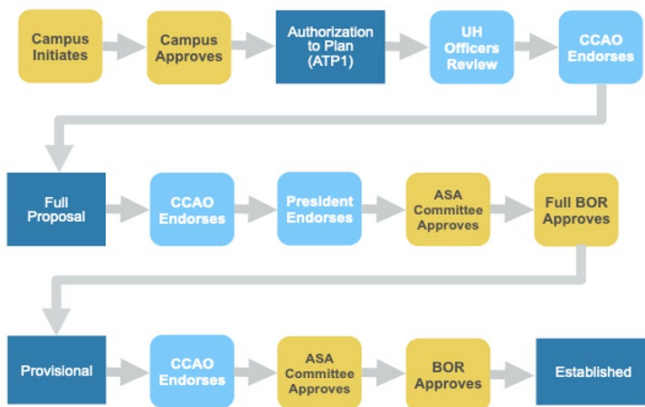 Campus
Initiates
Campus
Approves
Authorization
to Plan
(ATP1)
UH
Officers
Review
CCAO
Endorses
Full
Proposal
CCAO
Endorses
President
Endorses
ASA
Committee
Approves
Full BOR
Approves
Provisional
CCAO
Endorses
ASA
Committee
Approves
BOR
Approves
Established